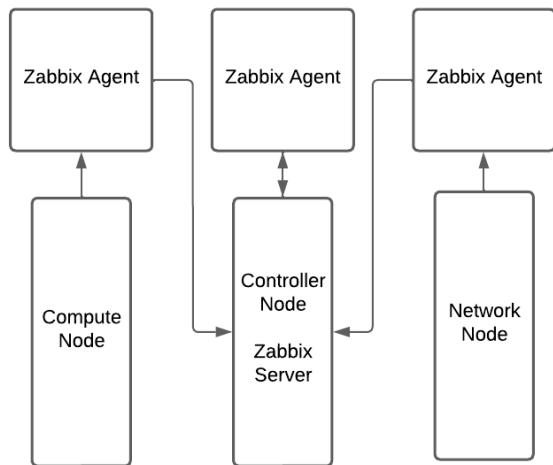 Zabbix Agent
Zabbix Agent
Zabbix Agent
Compute
Node
Controller
Node
Zabbix
Server
Network
Node